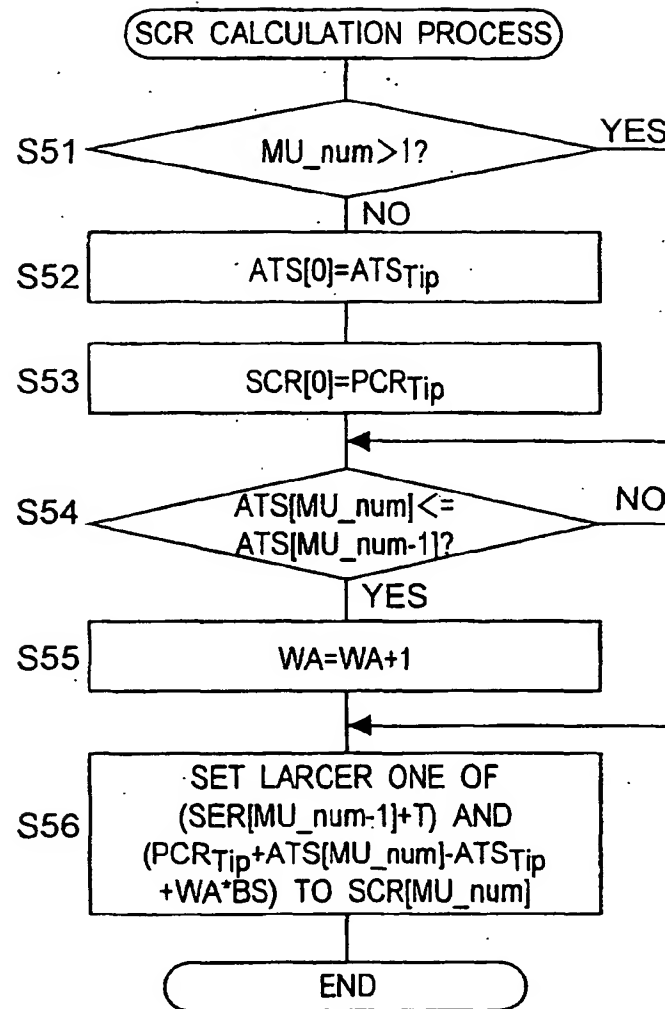 SCR CALCULATION PROCESS
S51
MU_num>1?
YES
NO
S52
ATS[0]=ATSTip
S53
SCR[0]=PCRTip
S54
ATS[MU_num]<=
ATS[MU_num-1]?
NO
YES
S55
WA=WA+1
S56
SET LARCER ONE OF
(SER[MU_num-1]+T) AND
(PCRTip+ATS[MU_num]-ATSTip
+WA*BS) TO SCR[MU_num]
END